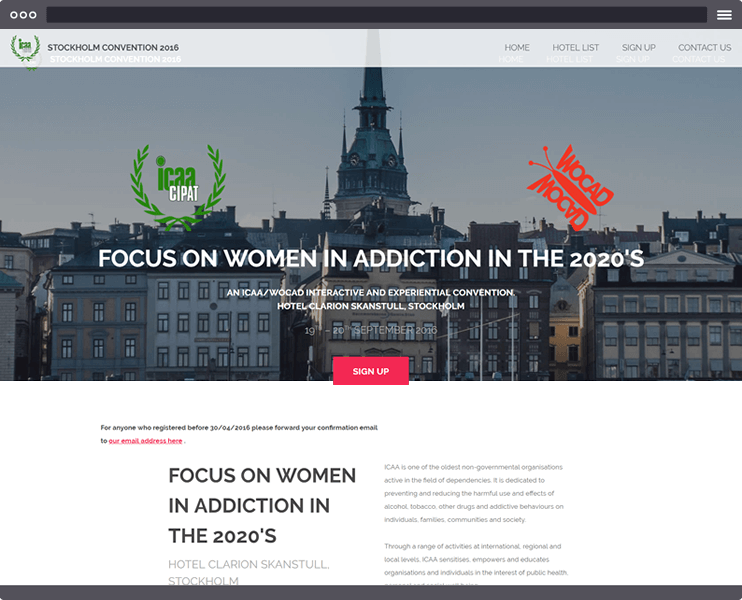 STOCKHOLM CONVENTION 2016
HOME HOTEL LIST SIGN UP CONTACT US
STOCKHOLM CONVENTION 2016
HOME HOTEL LIST SIGN UP CONTACT US
icaa
CIPAT
WOCAD
WOCAD
FOCUS ON WOMEN IN ADDICTION IN THE 2020'S
AN ICAA/WOCAD INTERACTIVE AND EXPERIENTIAL CONVENTION
HOTEL CLARION SKANSTULL, STOCKHOLM
19TH – 20TH SEPTEMBER 2016
SIGN UP
For anyone who registered before 30/04/2016 please forward your confirmation email
to our email address here .
FOCUS ON WOMEN
IN ADDICTION IN
THE 2020'S
HOTEL CLARION SKANSTULL,
STOCKHOLM
ICAA is one of the oldest non-governmental organisations
active in the field of dependencies. It is dedicated to
preventing and reducing the harmful use and effects of
alcohol, tobacco, other drugs and addictive behaviours on
individuals, families, communities and society.
Through a range of activities at international, regional and
local levels, ICAA sensitises, empowers and educates
organisations and individuals in the interest of public health,